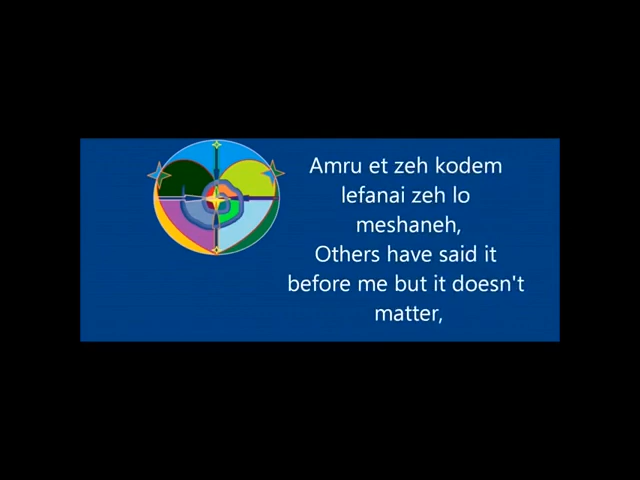 Amru et zeh kodem
lefanai zeh lo
meshaneh,
Others have said it
before me but it doesn't
matter,